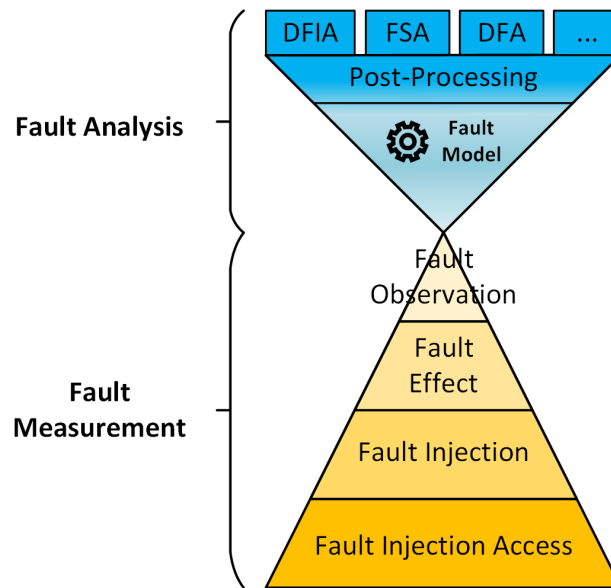 DFIA FSA DFA ...
Post-Processing
Fault Analysis
Fault
Model
Fault
Observation
Fault
Effect
Fault
Measurement
Fault Injection
Fault Injection Access